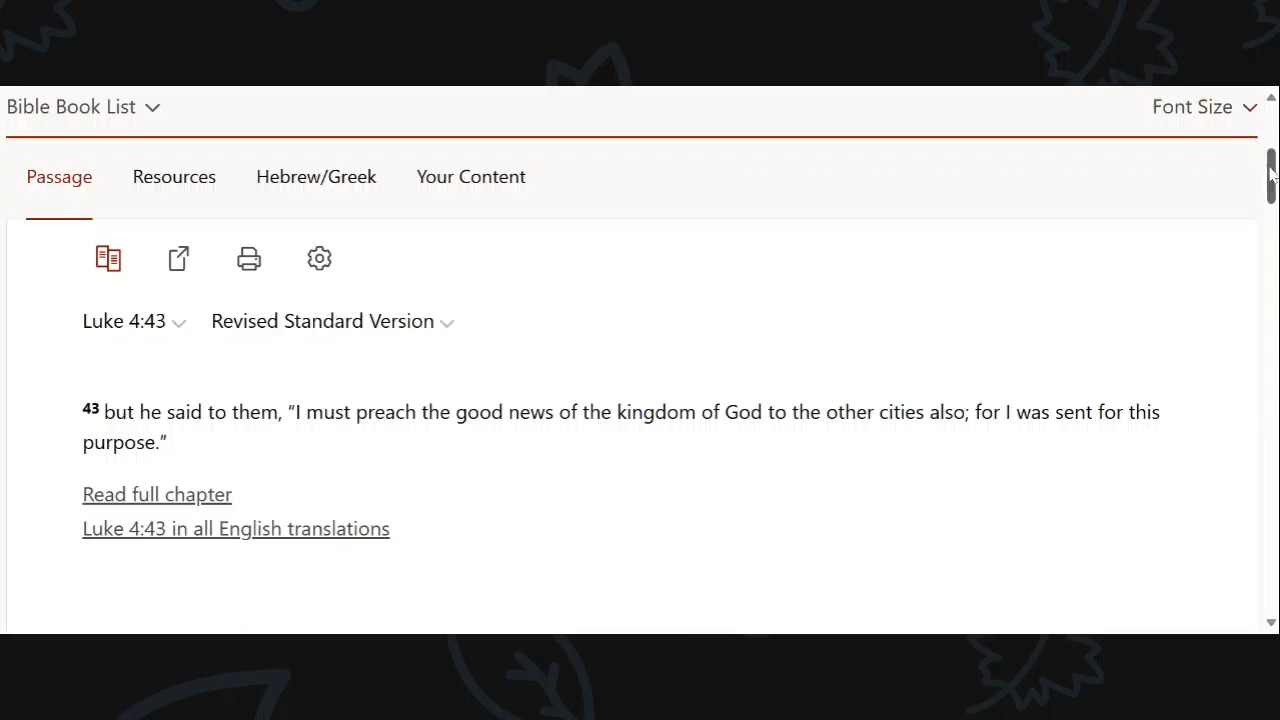 Bible Book List
Font Size
Passage Resources Hebrew/Greek Your Content
Luke 4:43 Revised Standard Version
43 but he said to them, “I must preach the good news of the kingdom of God to the other cities also; for I was sent for this
purpose.”
Read full chapter
Luke 4:43 in all English translations